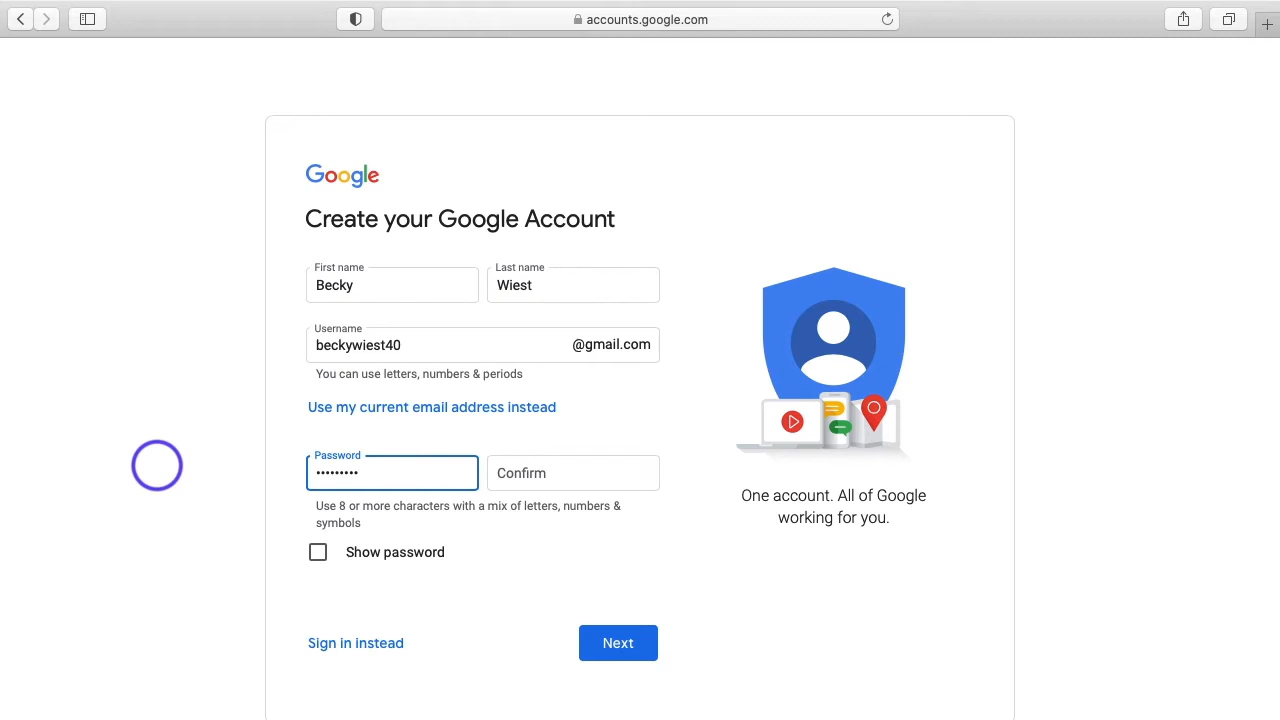 accounts.google.com
Google
Create your Google Account
First name
Becky
Last name
Wiest
Username
beckywiest40
@gmail.com
You can use letters, numbers & periods
Use my current email address instead
Password
•••••••••
Confirm
Use 8 or more characters with a mix of letters, numbers &
symbols
Show password
Sign in instead
Next
One account. All of Google
working for you.